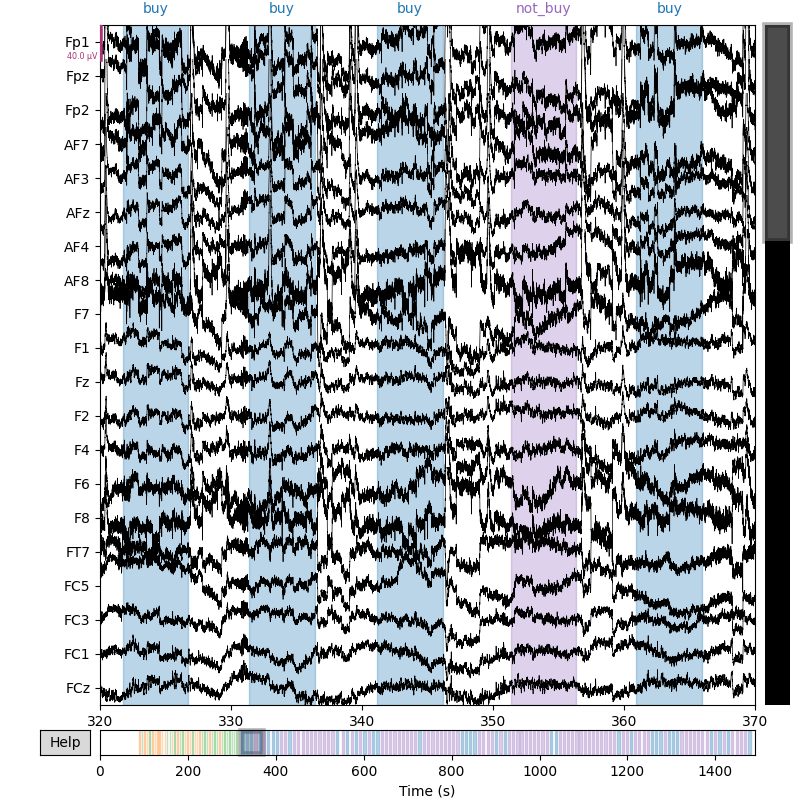 buy buy buy not_buy buy
Fp1
40.0 µV
Fpz
Fp2
AF7
AF3
AFz
AF4
AF8
F7
F1
Fz
F2
F4
F6
F8
FT7
FC5
FC3
FC1
FCz
320 330 340 350 360 370
Help
0 200 400 600 800 1000 1200 1400
Time (s)